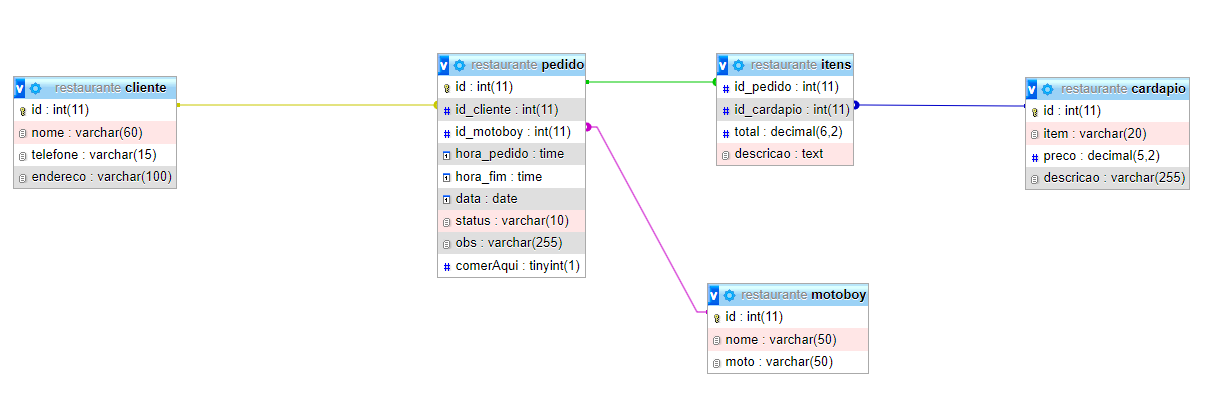 restaurante cliente
id : int(11)
nome : varchar(60)
telefone : varchar(15)
endereco : varchar(100)
restaurante pedido
id : int(11)
id_cliente : int(11)
id_motoboy : int(11)
hora_pedido : time
hora_fim : time
data : date
status : varchar(10)
obs : varchar(255)
comerAqui : tinyint(1)
restaurante itens
id_pedido : int(11)
id_cardapio : int(11)
total : decimal(6,2)
descricao : text
restaurante cardapio
id : int(11)
item : varchar(20)
preco : decimal(5,2)
descricao : varchar(255)
restaurante motoboy
id : int(11)
nome : varchar(50)
moto : varchar(50)